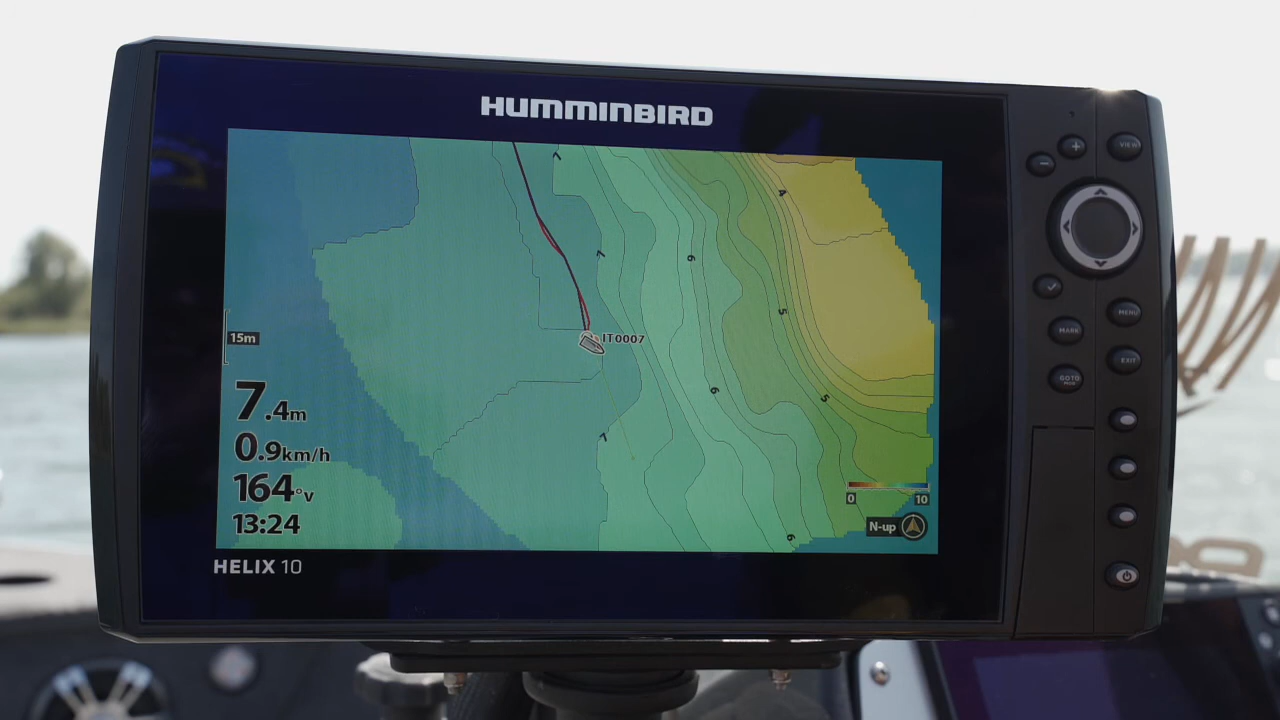 HUMMINBIRD
VIEW
7
4
7
6
5
IT0007
15m
MENU
MARK
EXIT
GOTO
MOB
6
5
7
7.4m
0.9km/h
164°v
13:24
0 10
N-up
6
HELIX 10